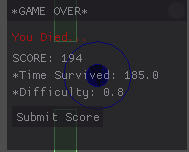 *GAME OVER*
You Died...
SCORE: 194
*Time Survived: 185.0
*Difficulty: 0.8
Submit Score